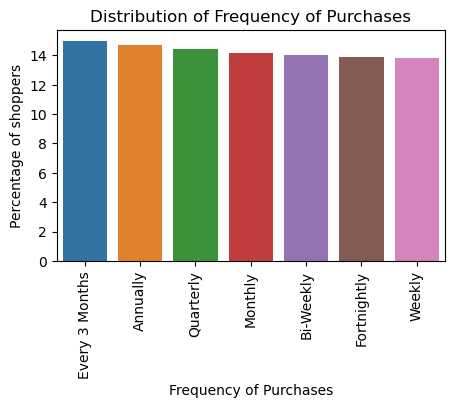 Distribution of Frequency of Purchases
Percentage of shoppers
14
12
10
8
6
4
2
0
Every 3 Months
Annually
Quarterly
Monthly
Bi-Weekly
Fortnightly
Weekly
Frequency of Purchases